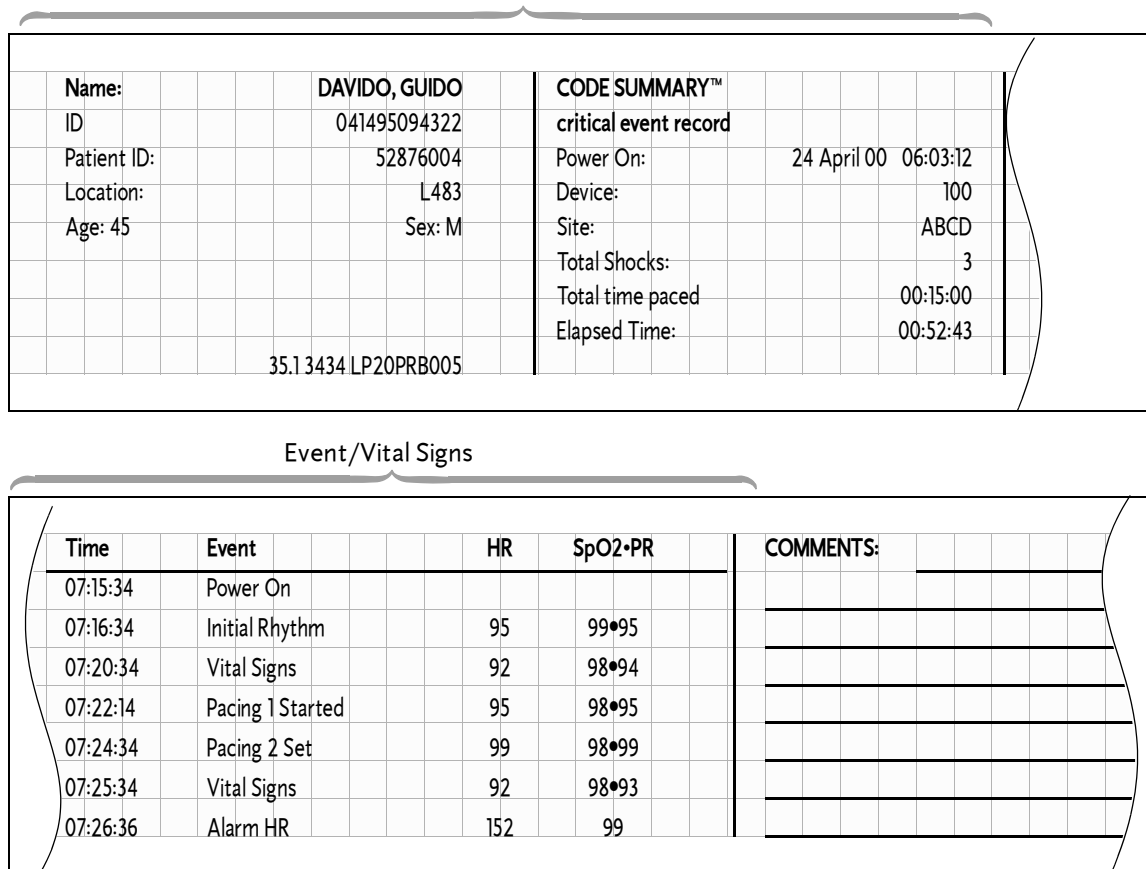 Name: DAVIDO, GUIDO
ID 041495094322
Patient ID: 52876004
Location: L483
Age: 45 Sex: M
35.1 3434 LP20PRB005
CODE SUMMARY™
critical event record
Power On: 24 April 00 06:03:12
Device: 100
Site: ABCD
Total Shocks: 3
Total time paced 00:15:00
Elapsed Time: 00:52:43
Event/Vital Signs
Time Event HR SpO2•PR
07:15:34 Power On
07:16:34 Initial Rhythm 95 99•95
07:20:34 Vital Signs 92 98•94
07:22:14 Pacing 1 Started 95 98•95
07:24:34 Pacing 2 Set 99 98•99
07:25:34 Vital Signs 92 98•93
07:26:36 Alarm HR 152 99
COMMENTS: